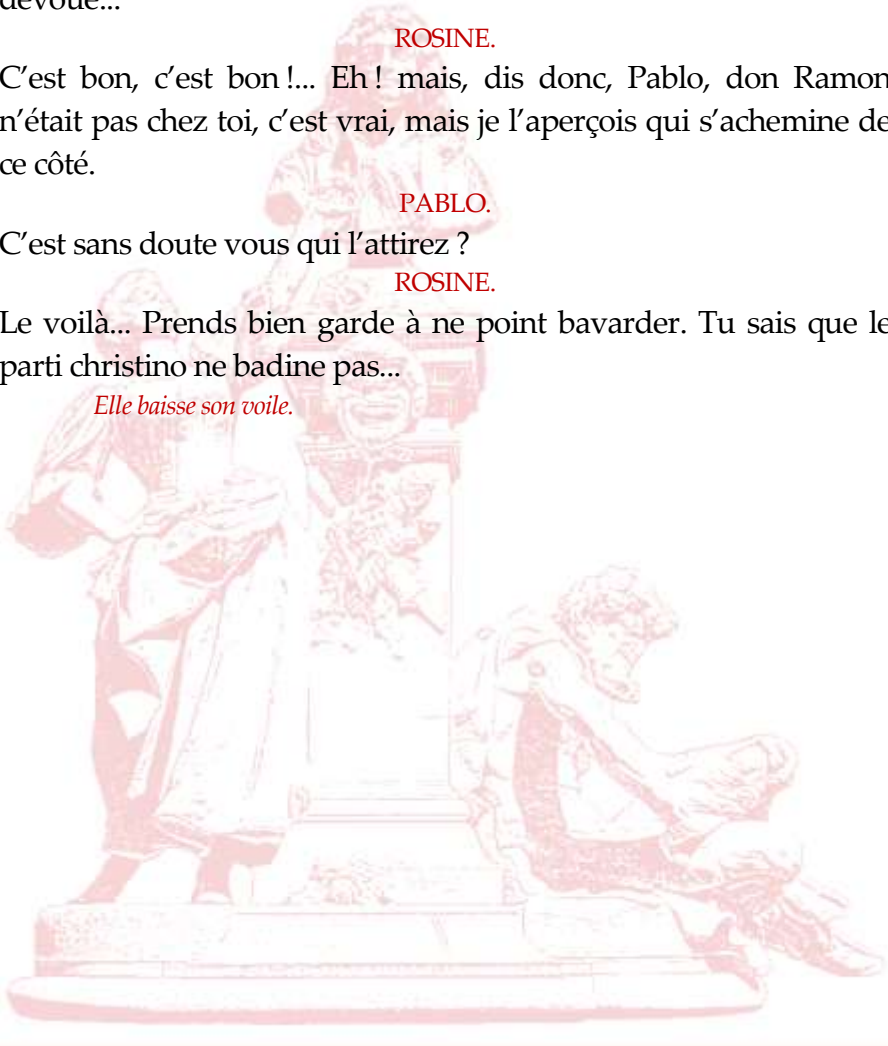 dévoué...
ROSINE.
C’est bon, c’est bon !... Eh ! mais, dis donc, Pablo, don Ramon
n’était pas chez toi, c’est vrai, mais je l’aperçois qui s’achemine de
ce côté.
PABLO.
C’est sans doute vous qui l’attirez ?
ROSINE.
Le voilà... Prends bien garde à ne point bavarder. Tu sais que le
parti christino ne badine pas...
Elle baisse son voile.